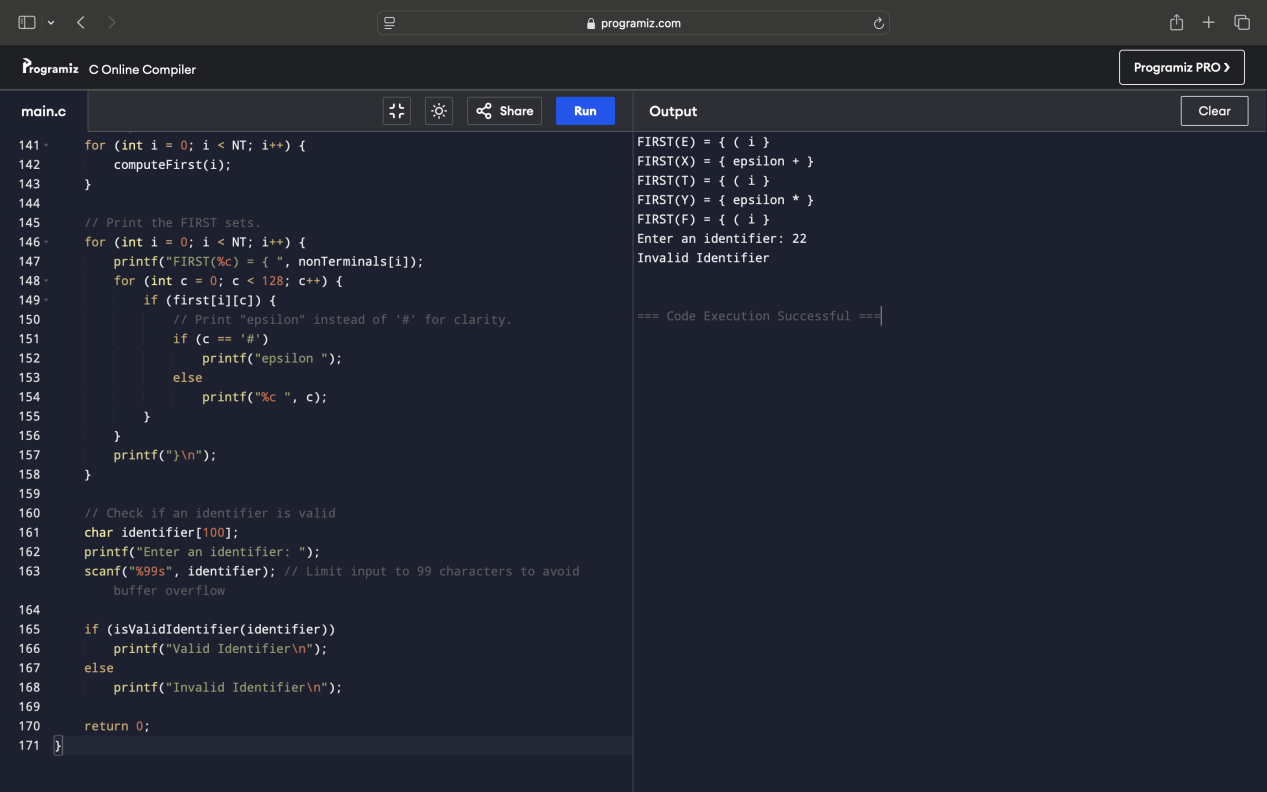 programiz.com
Programiz C Online Compiler
Programiz PRO ❯
main.c
Share
Run
Output
Clear
141 for (int i = 0; i < NT; i++) {
142 computeFirst(i);
143 }
144
145 // Print the FIRST sets.
146 for (int i = 0; i < NT; i++) {
147 printf("FIRST(%c) = { ", nonTerminals[i]);
148 for (int c = 0; c < 128; c++) {
149 if (first[i][c]) {
150 // Print "epsilon" instead of '#' for clarity.
151 if (c == '#')
152 printf("epsilon ");
153 else
154 printf("%c ", c);
155 }
156 }
157 printf("}\n");
158 }
159
160 // Check if an identifier is valid
161 char identifier[100];
162 printf("Enter an identifier: ");
163 scanf("%99s", identifier); // Limit input to 99 characters to avoid
buffer overflow
164
165 if (isValidIdentifier(identifier))
166 printf("Valid Identifier\n");
167 else
168 printf("Invalid Identifier\n");
169
170 return 0;
171 }
FIRST(E) = { ( i }
FIRST(X) = { epsilon + }
FIRST(T) = { ( i }
FIRST(Y) = { epsilon * }
FIRST(F) = { ( i }
Enter an identifier: 22
Invalid Identifier
=== Code Execution Successful ===